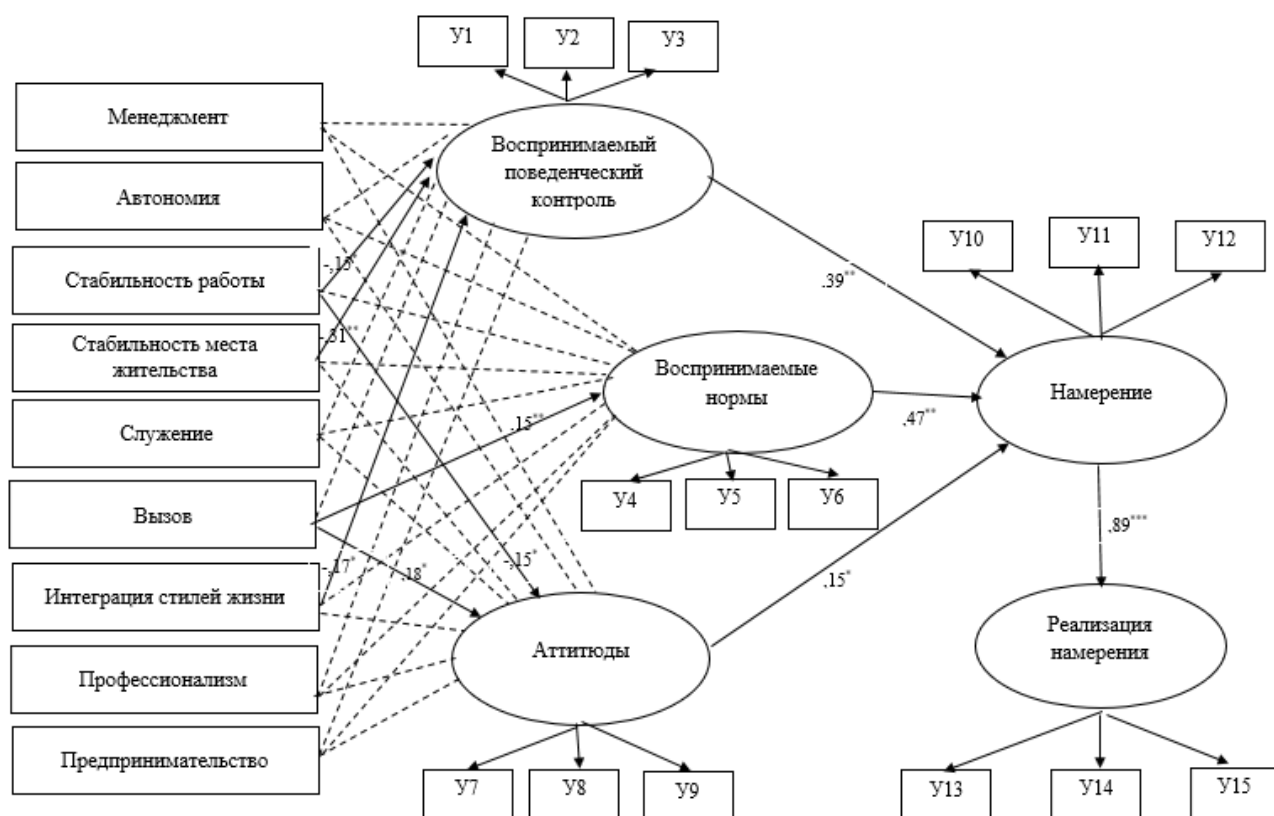 У1
У2
У3
Менеджмент
Воспринимаемый
поведенческий
контроль
Автономия
Стабильность работы
-,15*
.39**
У10
У11
У12
Стабильность места
жительства
-,31**
Воспринимаемые
нормы
Намерение
.47**
Служение
.15**
У4
У5
У6
Вызов
,89***
Интеграция стилей жизни
-,17*
,18*
-,15*
,15*
Аттитюды
Реализация
намерения
Профессионализм
Предпринимательство
У7
У8
У9
У13
У14
У15